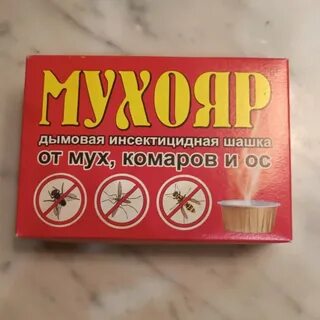 МУХОЯР
дымовая инсектицидная шашка
от мух, комаров и ос